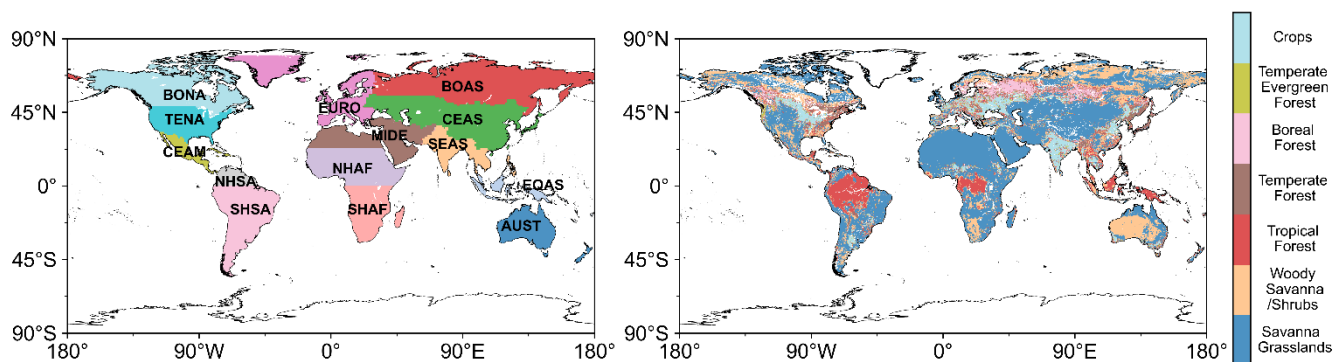 90°N
45°N
0°
45°S
90°S
180°
90°W
0°
90°E
180°
BONA
TENA
CEAM
NHSA
SHSA
EURO
MIDE
NHAF
SHAF
BOAS
CEAS
SEAS
EQAS
AUST
90°N
45°N
0°
45°S
90°S
180°
90°W
0°
90°E
180°
Crops
Temperate
Evergreen
Forest
Boreal
Forest
Temperate
Forest
Tropical
Forest
Woody
Savanna
/Shrubs
Savanna
Grasslands